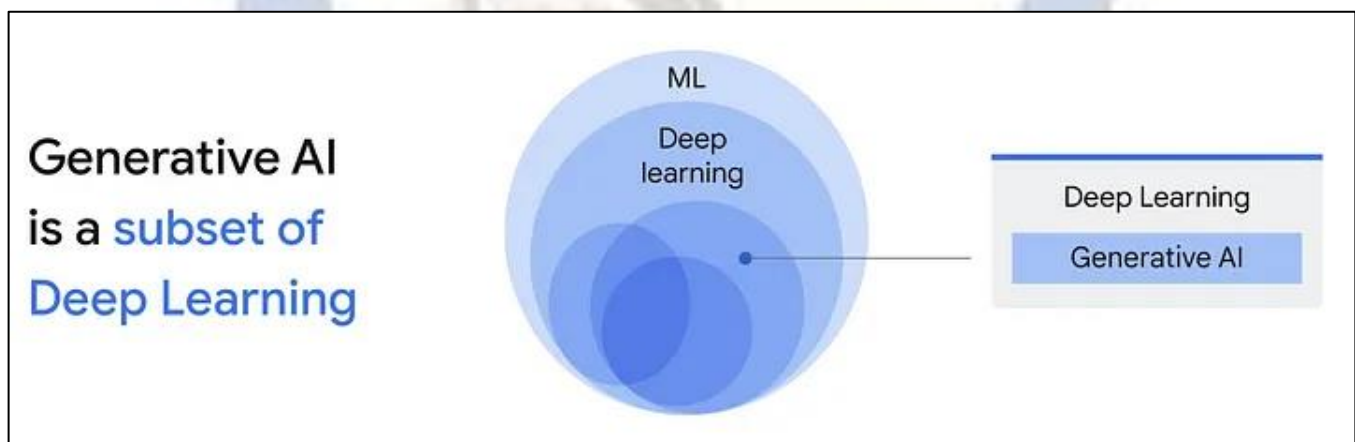 Generative AI
is a subset of
Deep Learning
ML
Deep
learning
Deep Learning
Generative AI